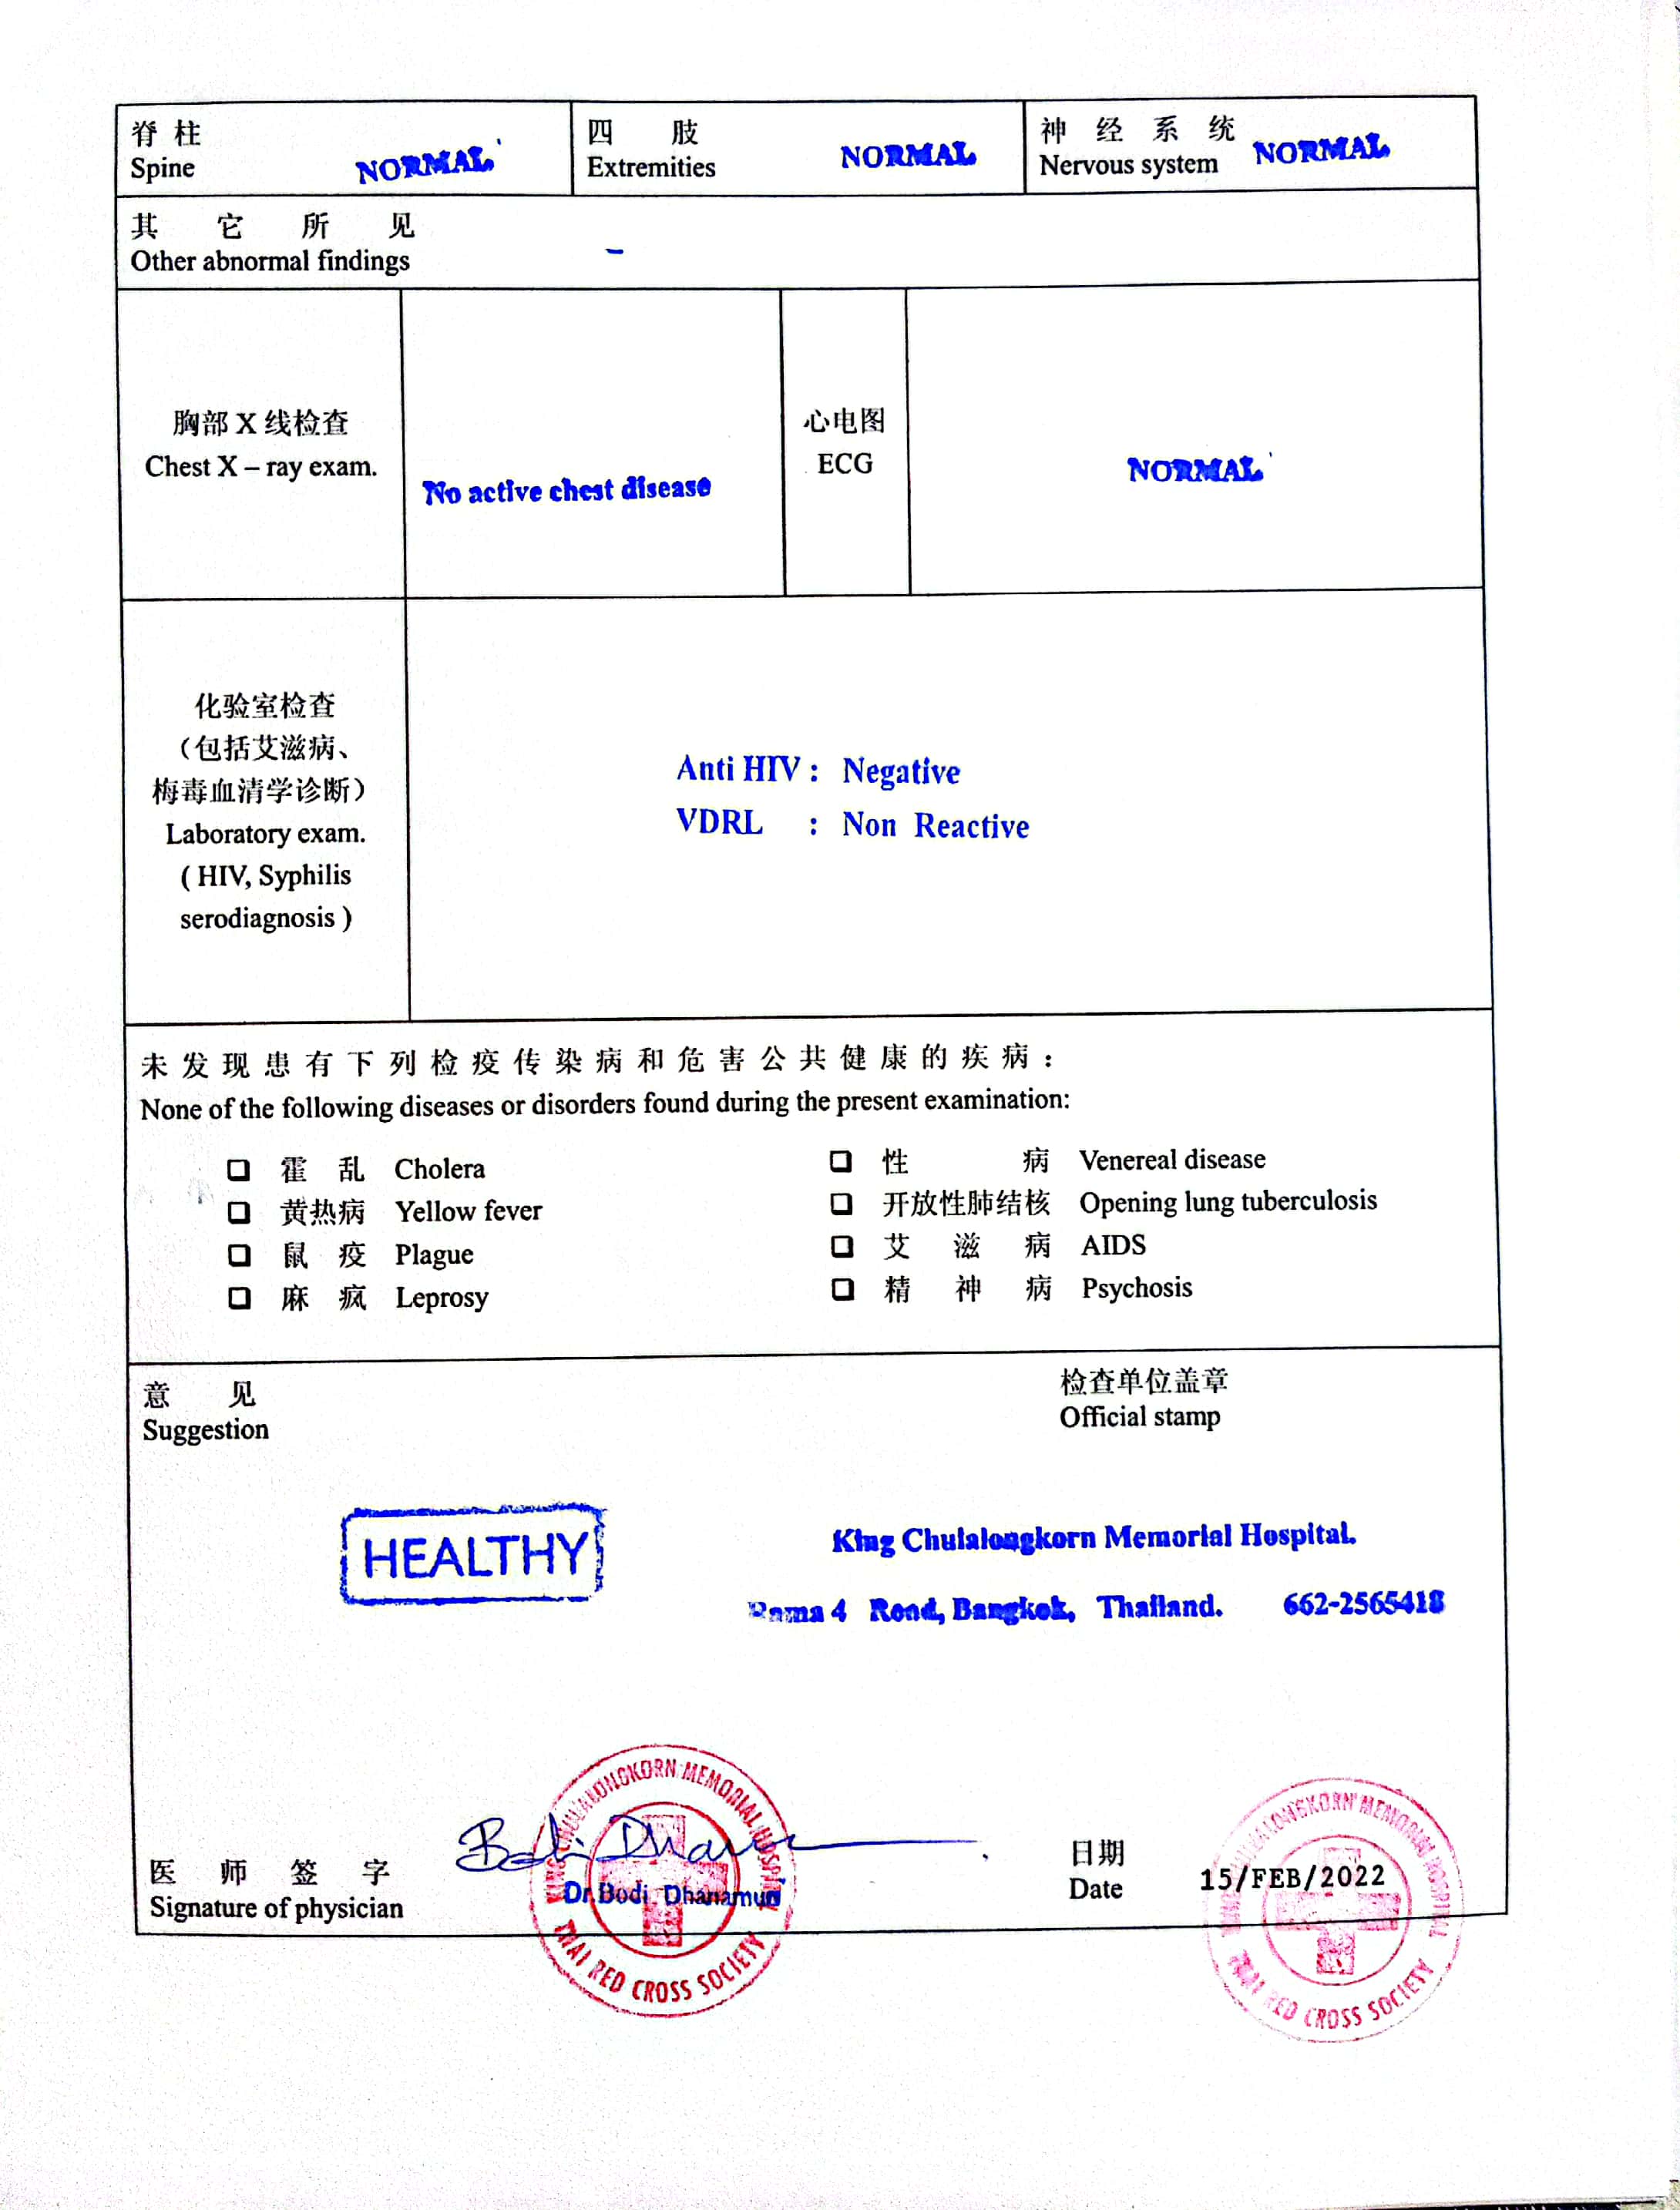 脊柱
Spine NORMAL
四 肢
Extremities NORMAL
神 经 系 统
Nervous system NORMAL
其 它 所 见
Other abnormal findings -
胸部 X 线检查
Chest X – ray exam.
No active chest disease
心电图
ECG
NORMAL
化验室检查
（包括艾滋病、
梅毒血清学诊断）
Laboratory exam.
( HIV, Syphilis
serodiagnosis )
Anti HIV : Negative
VDRL : Non Reactive
未发现患有下列检疫传染病和危害公共健康的疾病：
None of the following diseases or disorders found during the present examination:
霍 乱 Cholera
黄热病 Yellow fever
鼠 疫 Plague
麻 疯 Leprosy
性 病 Venereal disease
开放性肺结核 Opening lung tuberculosis
艾 滋 病 AIDS
精 神 病 Psychosis
意 见
Suggestion
检查单位盖章
Official stamp
HEALTHY
King Chulalongkorn Memorial Hospital.
Rama 4 Road, Bangkok, Thailand. 662-2565418
医 师 签 字
Signature of physician
Bodi Dhana
Dr.Bodi Dhanamun
KING CHULALONGKORN MEMORIAL HOSPITAL
THAI RED CROSS SOCIETY
日期
Date
15/FEB/2022
KING CHULALONGKORN MEMORIAL HOSPITAL
THAI RED CROSS SOCIETY